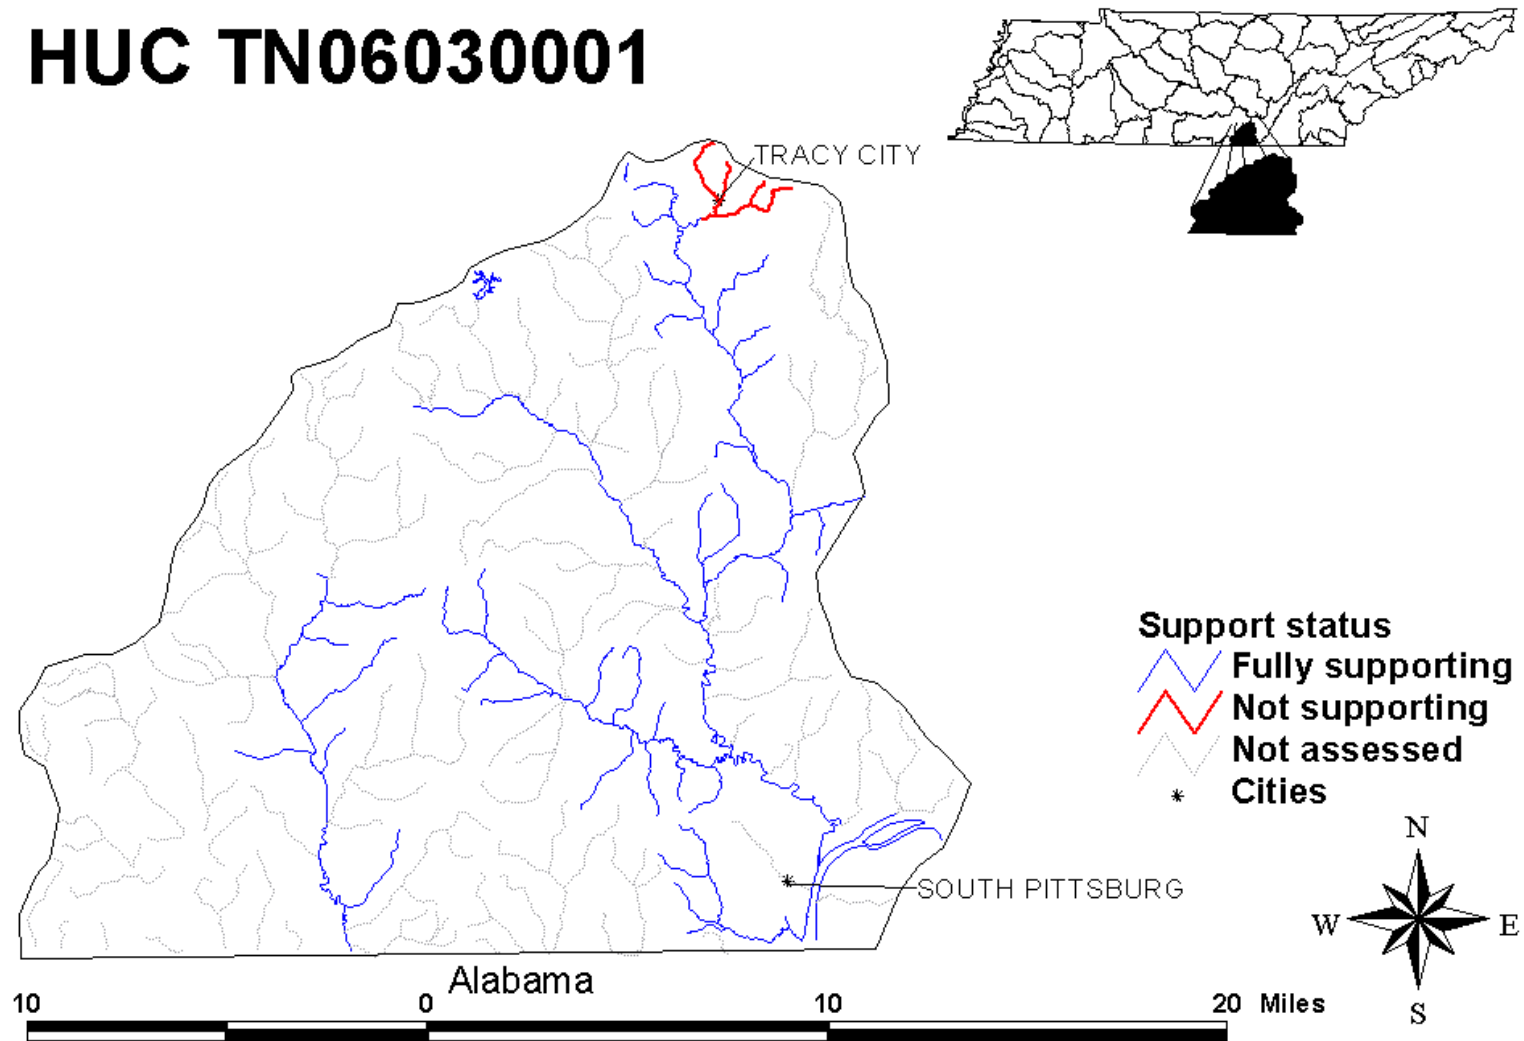 HUC TN06030001
TRACY CITY
Support status
Fully supporting
Not supporting
Not assessed
Cities
SOUTH PITTSBURG
N
W
E
S
Alabama
10 0 10 20 Miles